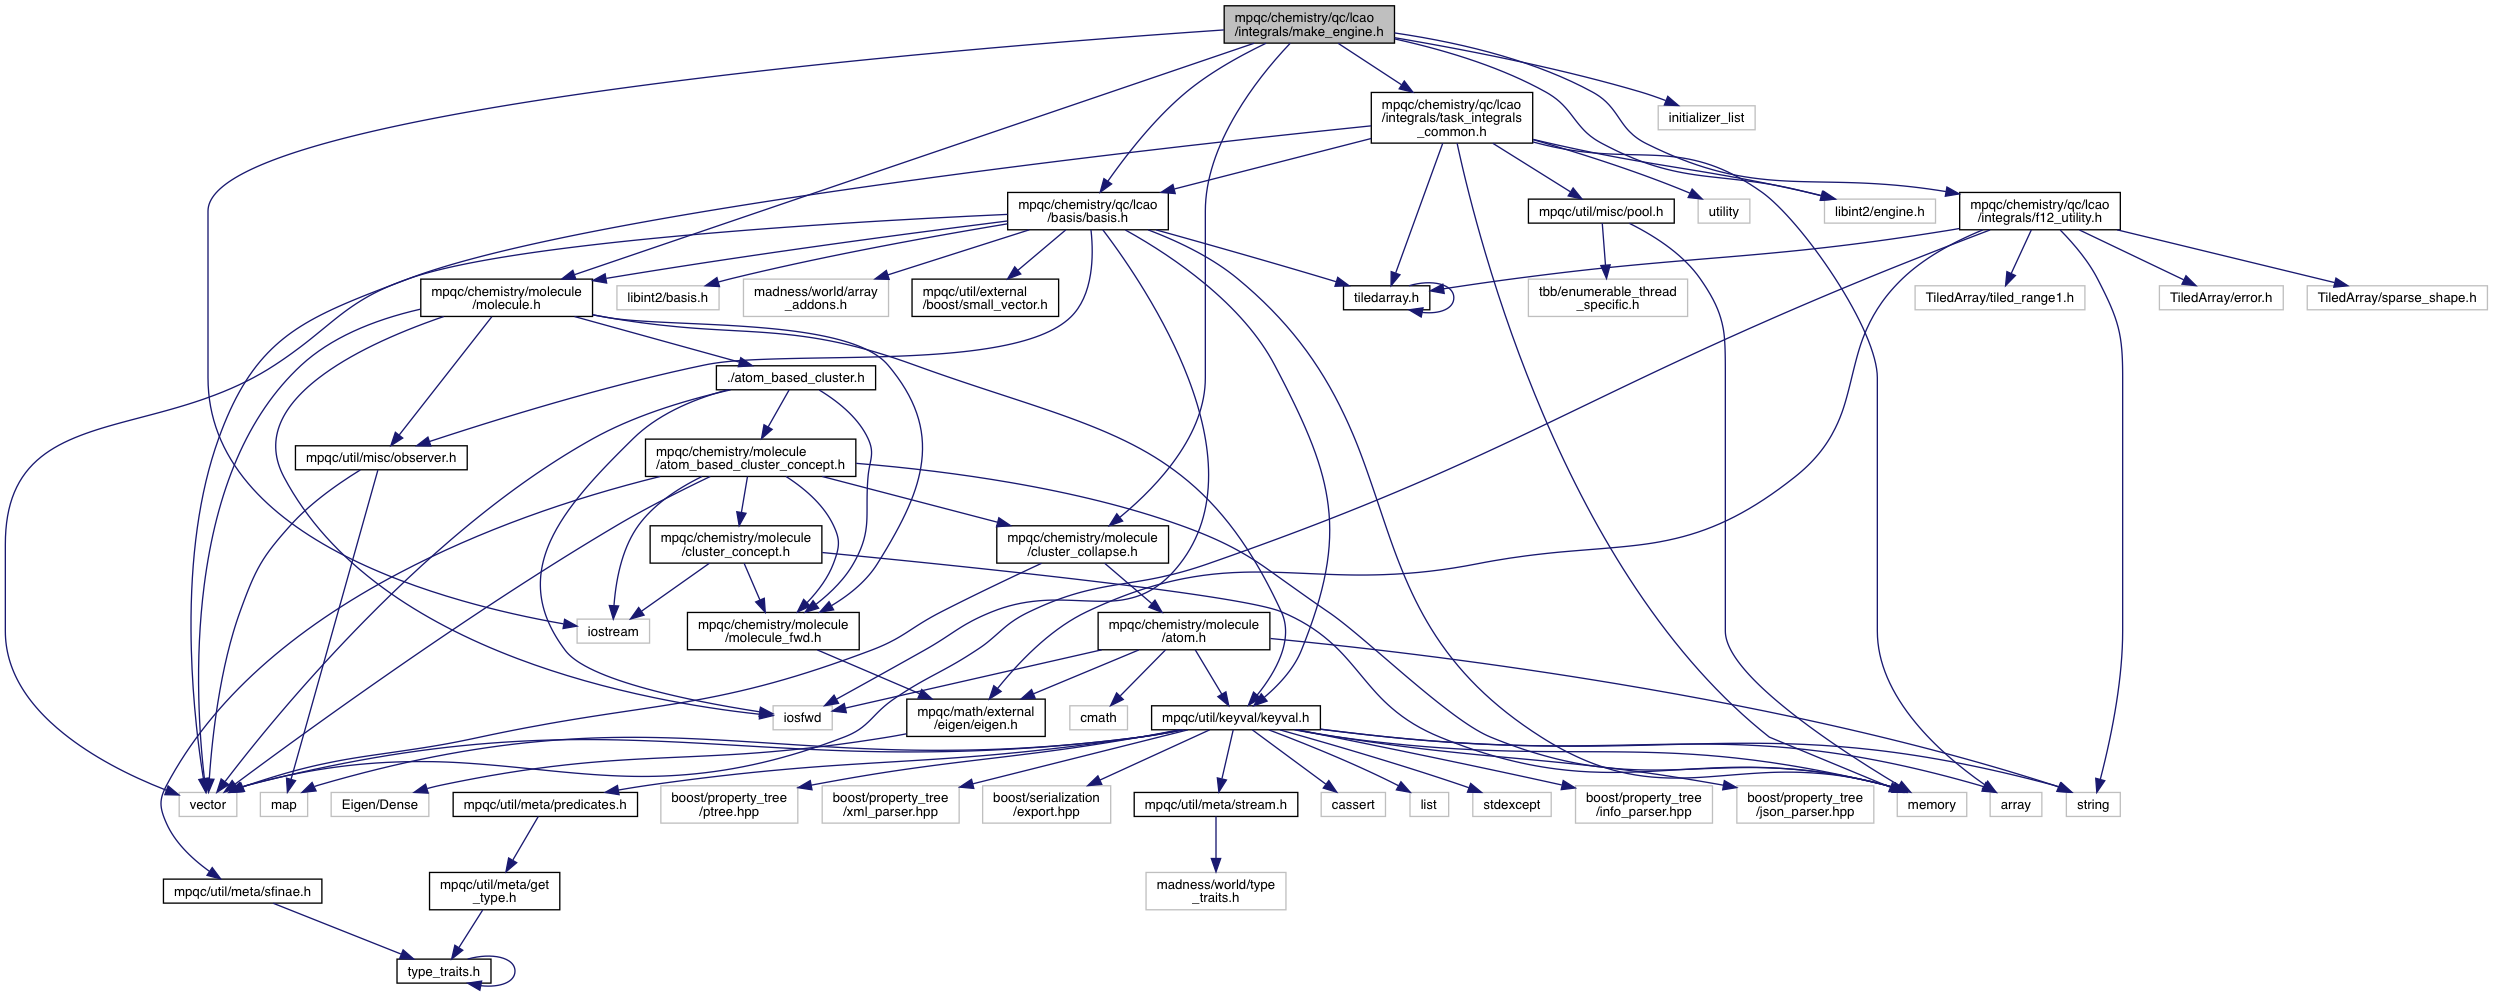 mpqc/chemistry/qc/lcao
/integrals/make_engine.h
mpqc/chemistry/qc/lcao
/integrals/task_integrals
_common.h
initializer_list
mpqc/chemistry/qc/lcao
/basis/basis.h
mpqc/util/misc/pool.h
utility
libint2/engine.h
mpqc/chemistry/qc/lcao
/integrals/f12_utility.h
mpqc/chemistry/molecule
/molecule.h
libint2/basis.h
madness/world/array
_addons.h
mpqc/util/external
/boost/small_vector.h
tiledarray.h
tbb/enumerable_thread
_specific.h
TiledArray/tiled_range1.h
TiledArray/error.h
TiledArray/sparse_shape.h
./atom_based_cluster.h
mpqc/util/misc/observer.h
mpqc/chemistry/molecule
/atom_based_cluster_concept.h
mpqc/chemistry/molecule
/cluster_concept.h
mpqc/chemistry/molecule
/cluster_collapse.h
iostream
mpqc/chemistry/molecule
/molecule_fwd.h
mpqc/chemistry/molecule
/atom.h
iosfwd
mpqc/math/external
/eigen/eigen.h
cmath
mpqc/util/keyval/keyval.h
vector
map
Eigen/Dense
mpqc/util/meta/predicates.h
boost/property_tree
/ptree.hpp
boost/property_tree
/xml_parser.hpp
boost/serialization
/export.hpp
mpqc/util/meta/stream.h
cassert
list
stdexcept
boost/property_tree
/info_parser.hpp
boost/property_tree
/json_parser.hpp
memory
array
string
mpqc/util/meta/sfinae.h
mpqc/util/meta/get
_type.h
madness/world/type
_traits.h
type_traits.h